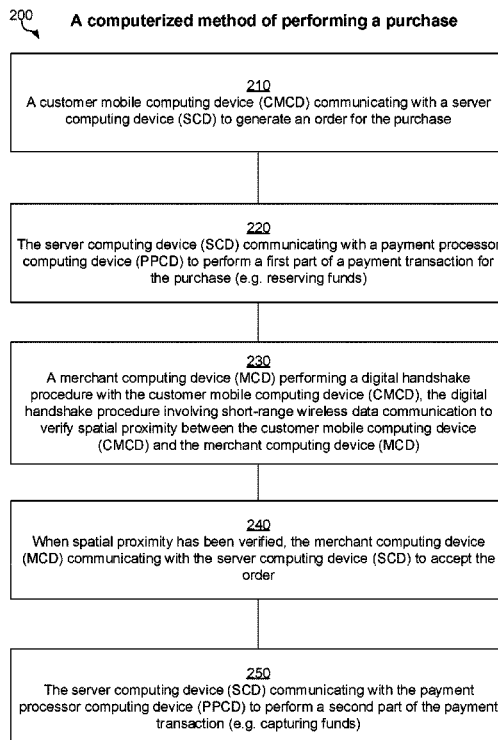 200
A computerized method of performing a purchase
210
A customer mobile computing device (CMCD) communicating with a server
computing device (SCD) to generate an order for the purchase
220
The server computing device (SCD) communicating with a payment processor
computing device (PPCD) to perform a first part of a payment transaction for
the purchase (e.g. reserving funds)
230
A merchant computing device (MCD) performing a digital handshake
procedure with the customer mobile computing device (CMCD), the digital
handshake procedure involving short-range wireless data communication to
verify spatial proximity between the customer mobile computing device
(CMCD) and the merchant computing device (MCD)
240
When spatial proximity has been verified, the merchant computing device
(MCD) communicating with the server computing device (SCD) to accept the
order
250
The server computing device (SCD) communicating with the payment
processor computing device (PPCD) to perform a second part of the payment
transaction (e.g. capturing funds)